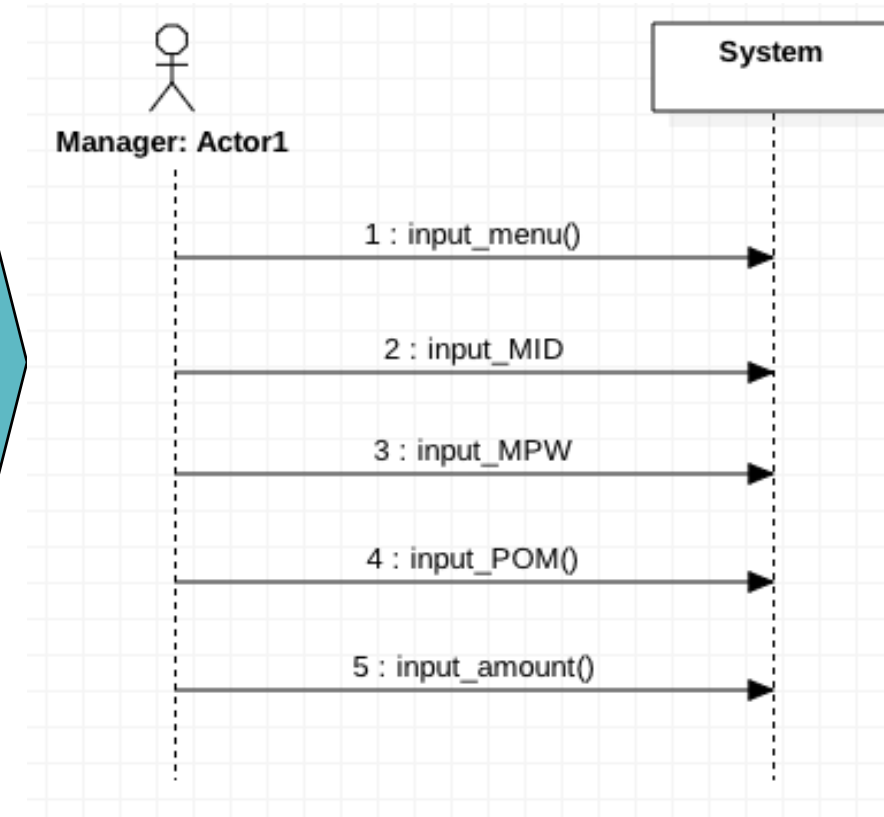 System
Manager: Actor1
1 : input_menu()
2 : input_MID
3 : input_MPW
4 : input_POM()
5 : input_amount()